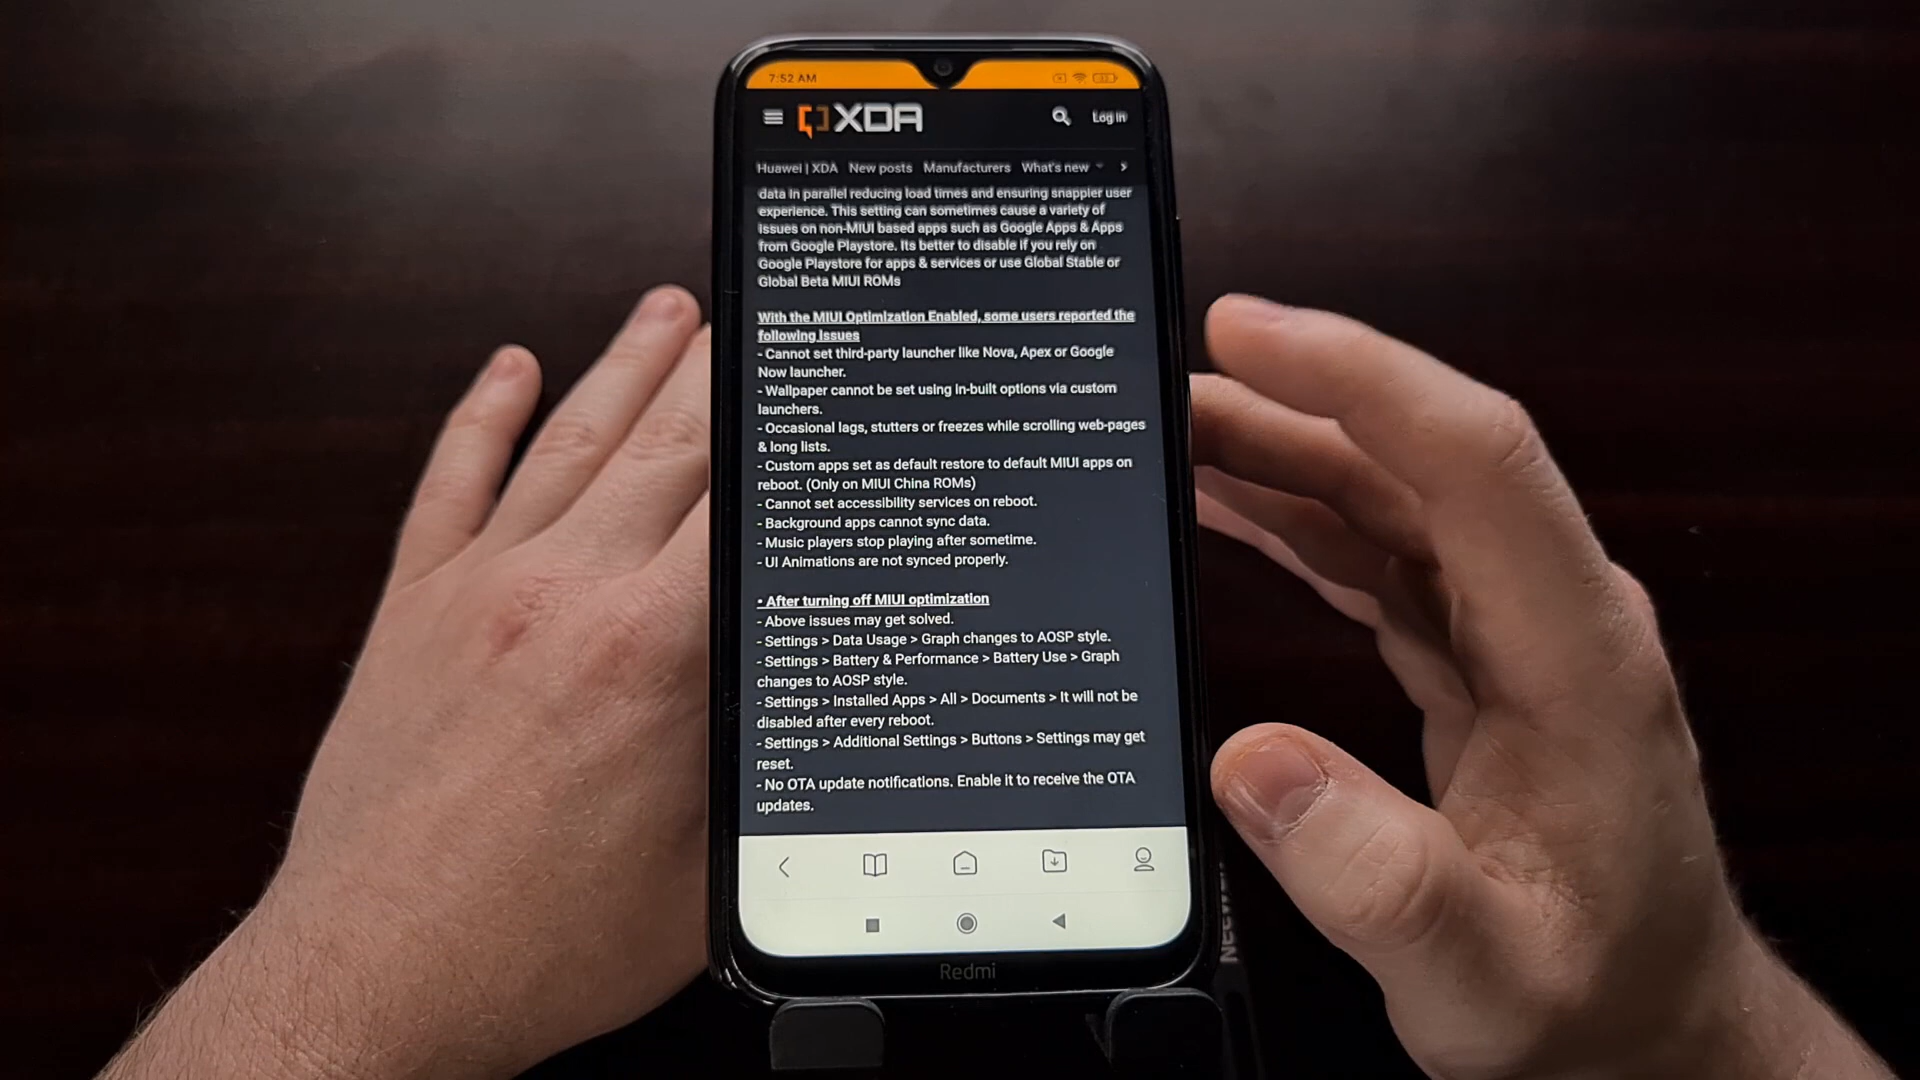 7:52 AM
XDA
Log in
Huawei | XDA New posts Manufacturers What's new
data in parallel reducing load times and ensuring snappier user
experience. This setting can sometimes cause a variety of
issues on non-MIUI based apps such as Google Apps & Apps
from Google Playstore. Its better to disable if you rely on
Google Playstore for apps & services or use Global Stable or
Global Beta MIUI ROMs
With the MIUI Optimization Enabled, some users reported the
following issues
- Cannot set third-party launcher like Nova, Apex or Google
Now launcher.
- Wallpaper cannot be set using in-built options via custom
launchers.
- Occasional lags, stutters or freezes while scrolling web-pages
& long lists.
- Custom apps set as default restore to default MIUI apps on
reboot. (Only on MIUI China ROMs)
- Cannot set accessibility services on reboot.
- Background apps cannot sync data.
- Music players stop playing after sometime.
- UI Animations are not synced properly.
• After turning off MIUI optimization
- Above issues may get solved.
- Settings > Data Usage > Graph changes to AOSP style.
- Settings > Battery & Performance > Battery Use > Graph
changes to AOSP style.
- Settings > Installed Apps > All > Documents > It will not be
disabled after every reboot.
- Settings > Additional Settings > Buttons > Settings may get
reset.
- No OTA update notifications. Enable it to receive the OTA
updates.
Redmi
NEEWER